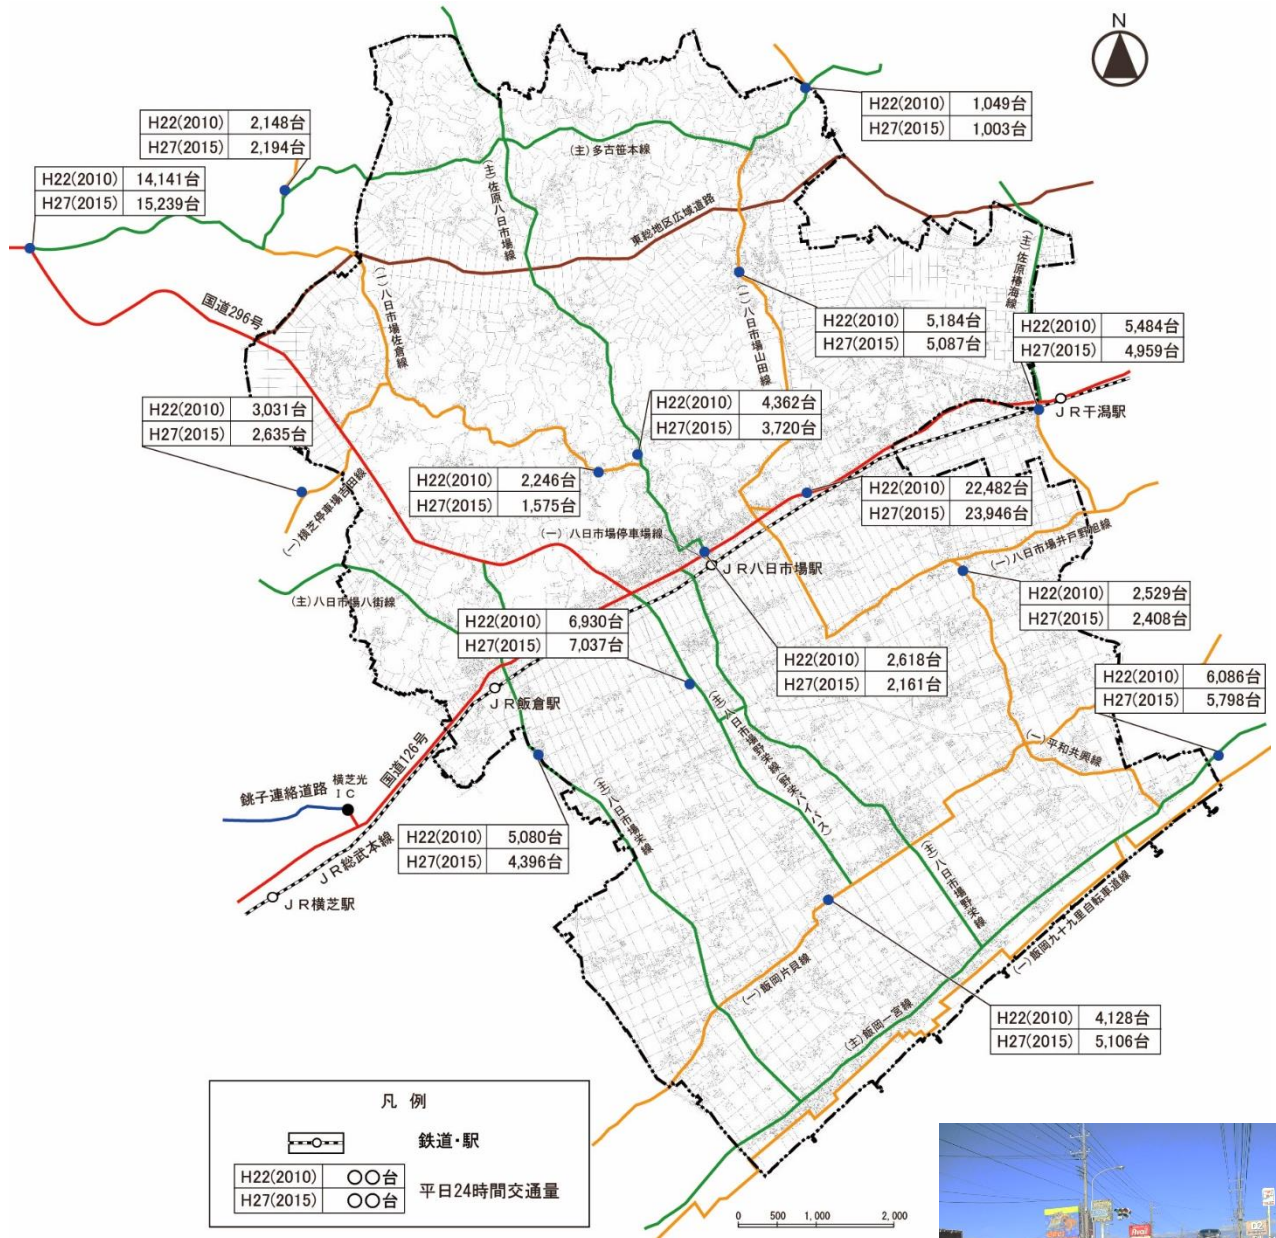 N
H22(2010) 1,049台
H27(2015) 1,003台
H22(2010) 2,148台
H27(2015) 2,194台
(主)多古笹本線
H22(2010) 14,141台
H27(2015) 15,239台
(主)佐原八日市場線
東総地区広域道路
(主)佐原椿海線
国道296号
(一)八日市場佐倉線
(一)八日市場山田線
H22(2010) 5,184台
H27(2015) 5,087台
H22(2010) 5,484台
H27(2015) 4,959台
JR干潟駅
H22(2010) 3,031台
H27(2015) 2,635台
H22(2010) 4,362台
H27(2015) 3,720台
H22(2010) 2,246台
H27(2015) 1,575台
H22(2010) 22,482台
H27(2015) 23,946台
(一)横芝停車場吉田線
(一)八日市場停車場線
(一)八日市場井戸野旭線
JR八日市場駅
(主)八日市場八街線
H22(2010) 2,529台
H27(2015) 2,408台
H22(2010) 6,930台
H27(2015) 7,037台
H22(2010) 2,618台
H27(2015) 2,161台
H22(2010) 6,086台
H27(2015) 5,798台
JR飯倉駅
(主)八日市場野栄線(野栄バイパス)
(一)平和共興線
国道126号
横芝光
IC
銚子連絡道路
(主)八日市場栄線
H22(2010) 5,080台
H27(2015) 4,396台
JR総武本線
JR横芝駅
(主)八日市場野栄線
(一)飯岡片貝線
(一)飯岡九十九里自転車道線
(主)飯岡一宮線
H22(2010) 4,128台
H27(2015) 5,106台
凡 例
鉄道・駅
H22(2010) 〇〇台
H27(2015) 〇〇台
平日24時間交通量
0 500 1,000 2,000
Avail